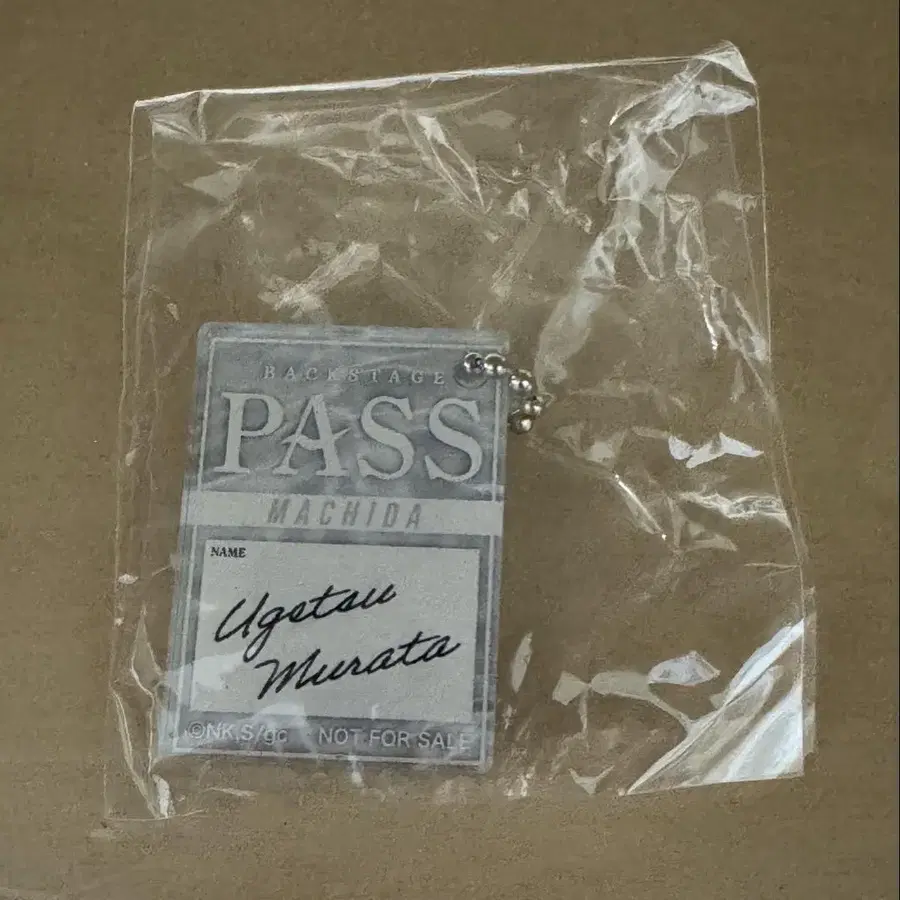 BACKSTAGE
PASS
MACHIDA
NAME
Ugetsu
Murata
©NK,S/gc NOT FOR SALE